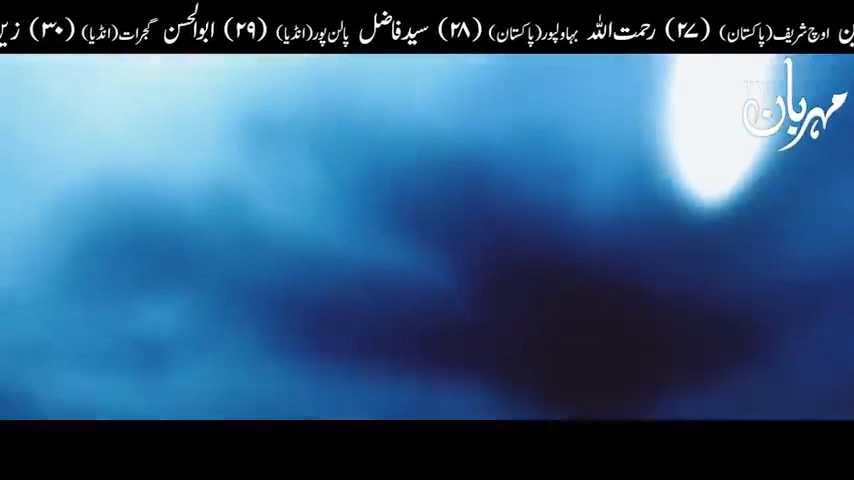 اوچ شریف (پاکستان) (۲۷) رحمت اللہ بہاولپور (پاکستان) (۲۸) سید فاضل پالن پور (انڈیا) (۲۹) ابوالحسن گجرات (انڈیا) (۳۰)
مہربان